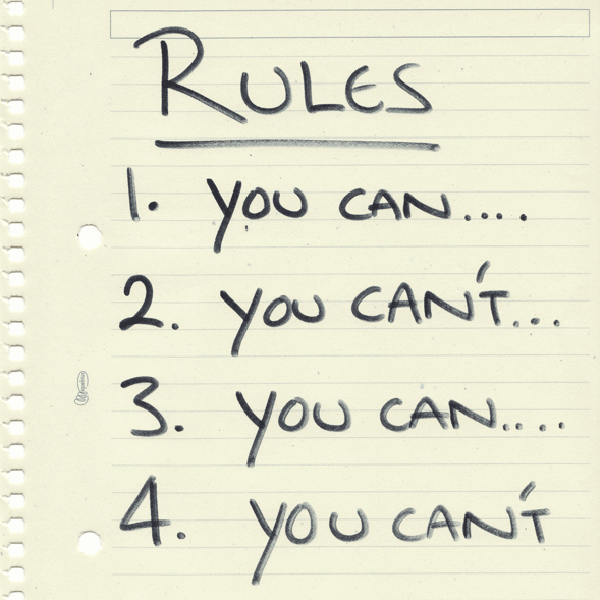 RULES
1. YOU CAN....
2. YOU CAN'T...
3. YOU CAN....
4. YOU CAN'T